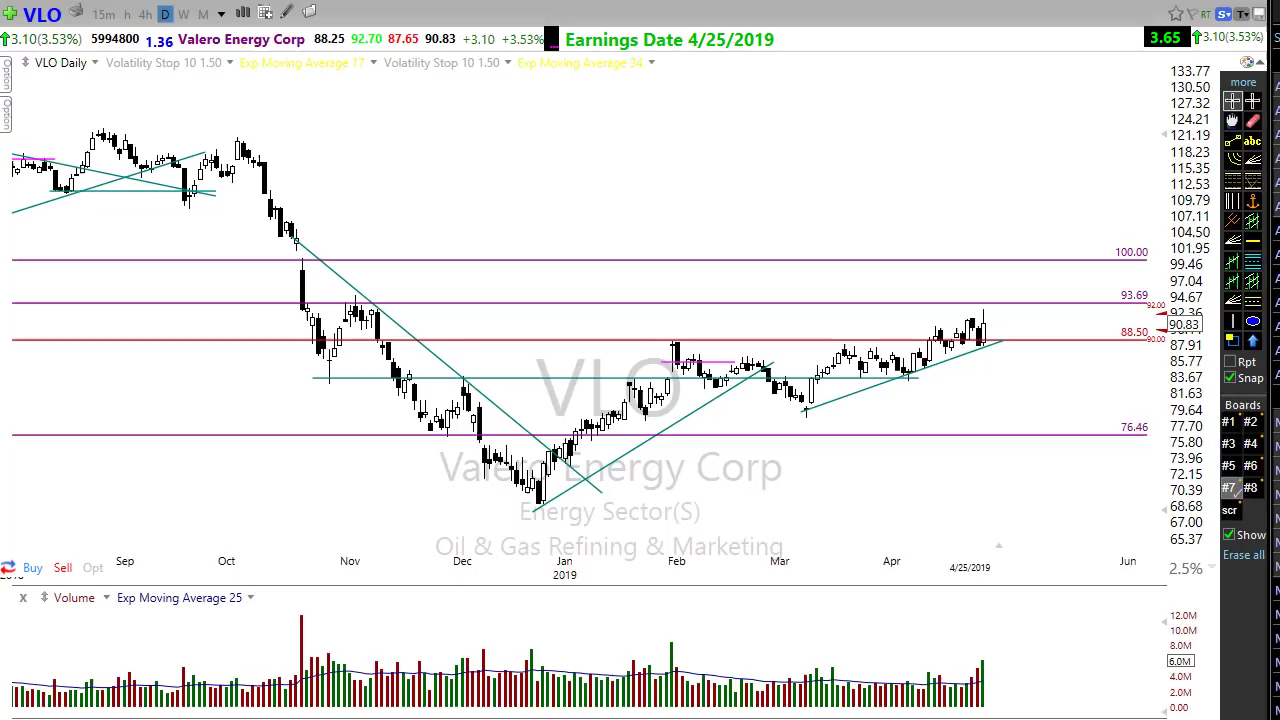 VLO 15m h 4h D W M RT S T
3.10(3.53%) 5994800 1.36 Valero Energy Corp 88.25 92.70 87.65 90.83 +3.10 +3.53% ... Earnings Date 4/25/2019 3.65 3.10(3.53%)
VLO Daily Volatility Stop 10 1.50 Exp Moving Average 17 Volatility Stop 10 1.50 Exp Moving Average 34
Option
Option
133.77
130.50
127.32
124.21
121.19
118.23
115.35
112.53
109.79
107.11
104.50
101.95
99.46
97.04
94.67
92.36
90.83
87.91
85.77
83.67
81.63
79.64
77.70
75.80
73.96
72.15
70.39
68.68
67.00
65.37
100.00
93.69
92.00
88.50
90.00
76.46
VLO
Valero Energy Corp
Energy Sector(S)
Oil & Gas Refining & Marketing
Buy Sell Opt
Sep Oct Nov Dec Jan Feb Mar Apr 4/25/2019 Jun
2019
2.5%
X Volume Exp Moving Average 25
12.0M
10.0M
8.0M
6.0M
4.0M
2.0M
0.00
more
abc
Rpt
Snap
Boards
#1 #2
#3 #4
#5 #6
#7 #8
scr
Show
Erase all